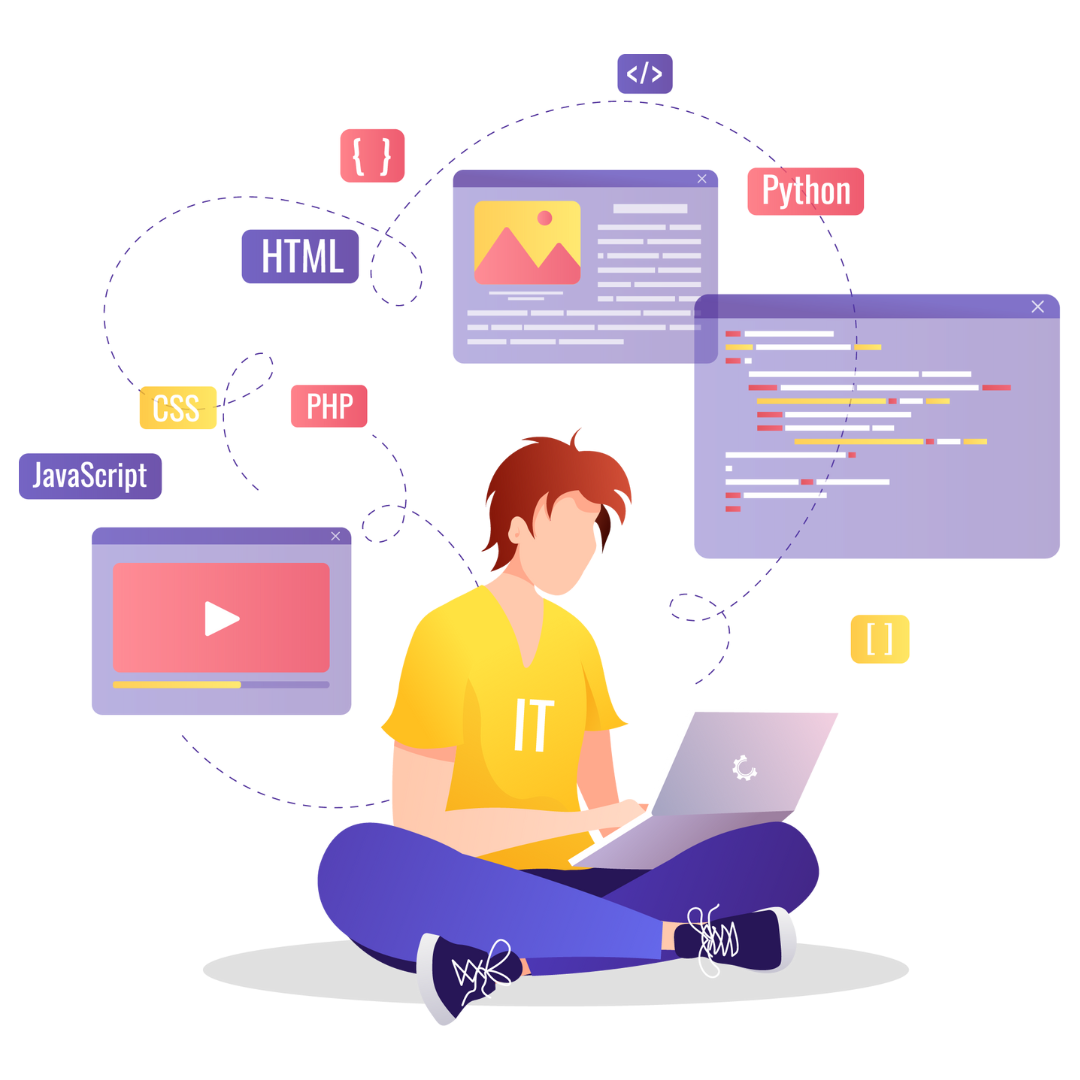 </>
{ }
Python
HTML
CSS
PHP
JavaScript
[ ]
IT